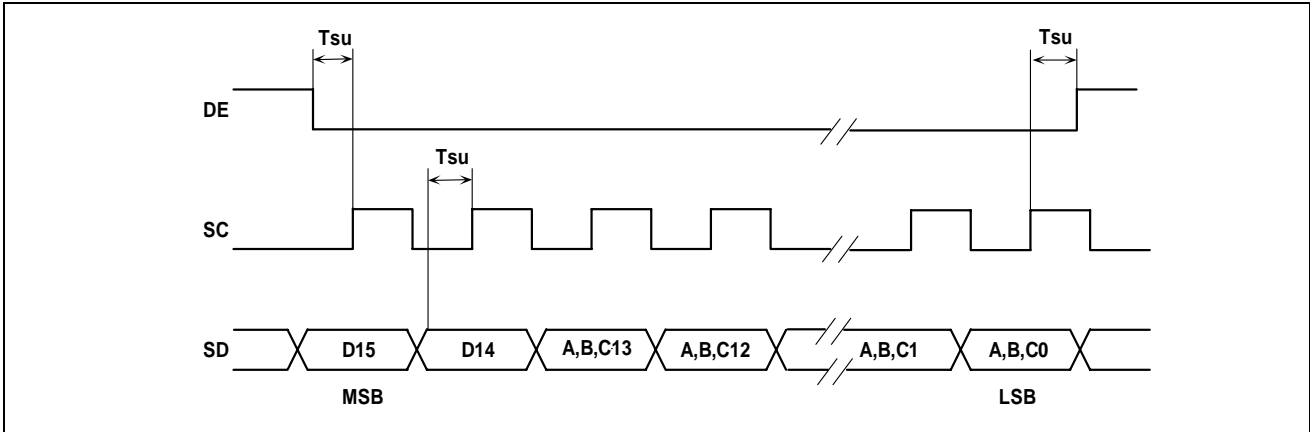 Tsu Tsu
DE
Tsu
SC
SD D15 D14 A,B,C13 A,B,C12 A,B,C1 A,B,C0
MSB LSB